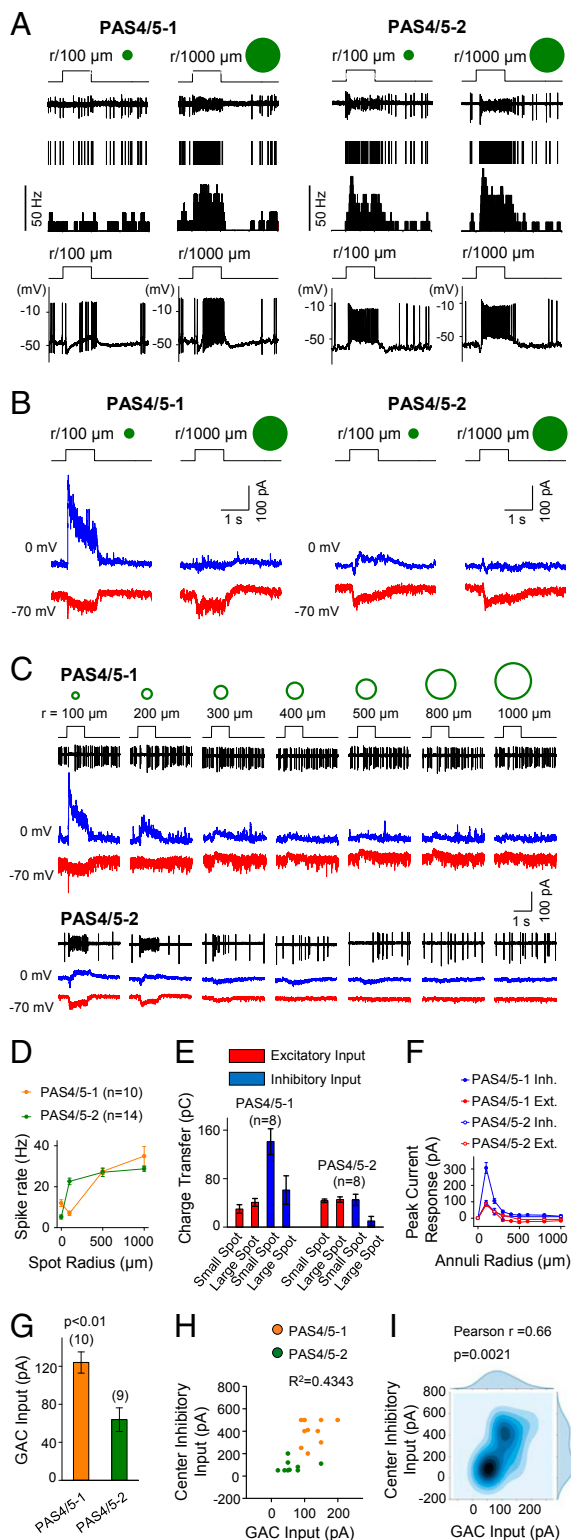 A
PAS4/5-1 PAS4/5-2
r/100 µm r/1000 µm r/100 µm r/1000 µm
50 Hz 50 Hz
r/100 µm r/1000 µm r/100 µm r/1000 µm
(mV) (mV) (mV) (mV)
-10 -10 -10 -10
-50 -50 -50 -50
B
PAS4/5-1 PAS4/5-2
r/100 µm r/1000 µm r/100 µm r/1000 µm
1 s 100 pA 1 s 100 pA
0 mV 0 mV
-70 mV -70 mV
C
PAS4/5-1
r = 100 µm 200 µm 300 µm 400 µm 500 µm 800 µm 1000 µm
0 mV
-70 mV
1 s 100 pA
PAS4/5-2
0 mV
-70 mV
D
PAS4/5-1 (n=10)
PAS4/5-2 (n=14)
Spike rate (Hz)
40
20
0
0 500 1000
Spot Radius (µm)
E
Excitatory Input
Inhibitory Input
Charge Transfer (pC)
160
80
0
PAS4/5-1
(n=8)
PAS4/5-2
(n=8)
Small Spot
Large Spot
Small Spot
Large Spot
Small Spot
Large Spot
Small Spot
Large Spot
F
PAS4/5-1 Inh.
PAS4/5-1 Ext.
PAS4/5-2 Inh.
PAS4/5-2 Ext.
Peak Current
Response (pA)
300
200
100
0
0 500 1000
Annuli Radius (µm)
G
p<0.01
(10)
(9)
GAC Input (pA)
120
80
40
0
PAS4/5-1
PAS4/5-2
H
PAS4/5-1
PAS4/5-2
R²=0.4343
Center Inhibitory
Input (pA)
800
600
400
200
0
-200
0 100 200
GAC Input (pA)
I
Pearson r =0.66
p=0.0021
Center Inhibitory
Input (pA)
800
600
400
200
0
-200
0 100 200
GAC Input (pA)